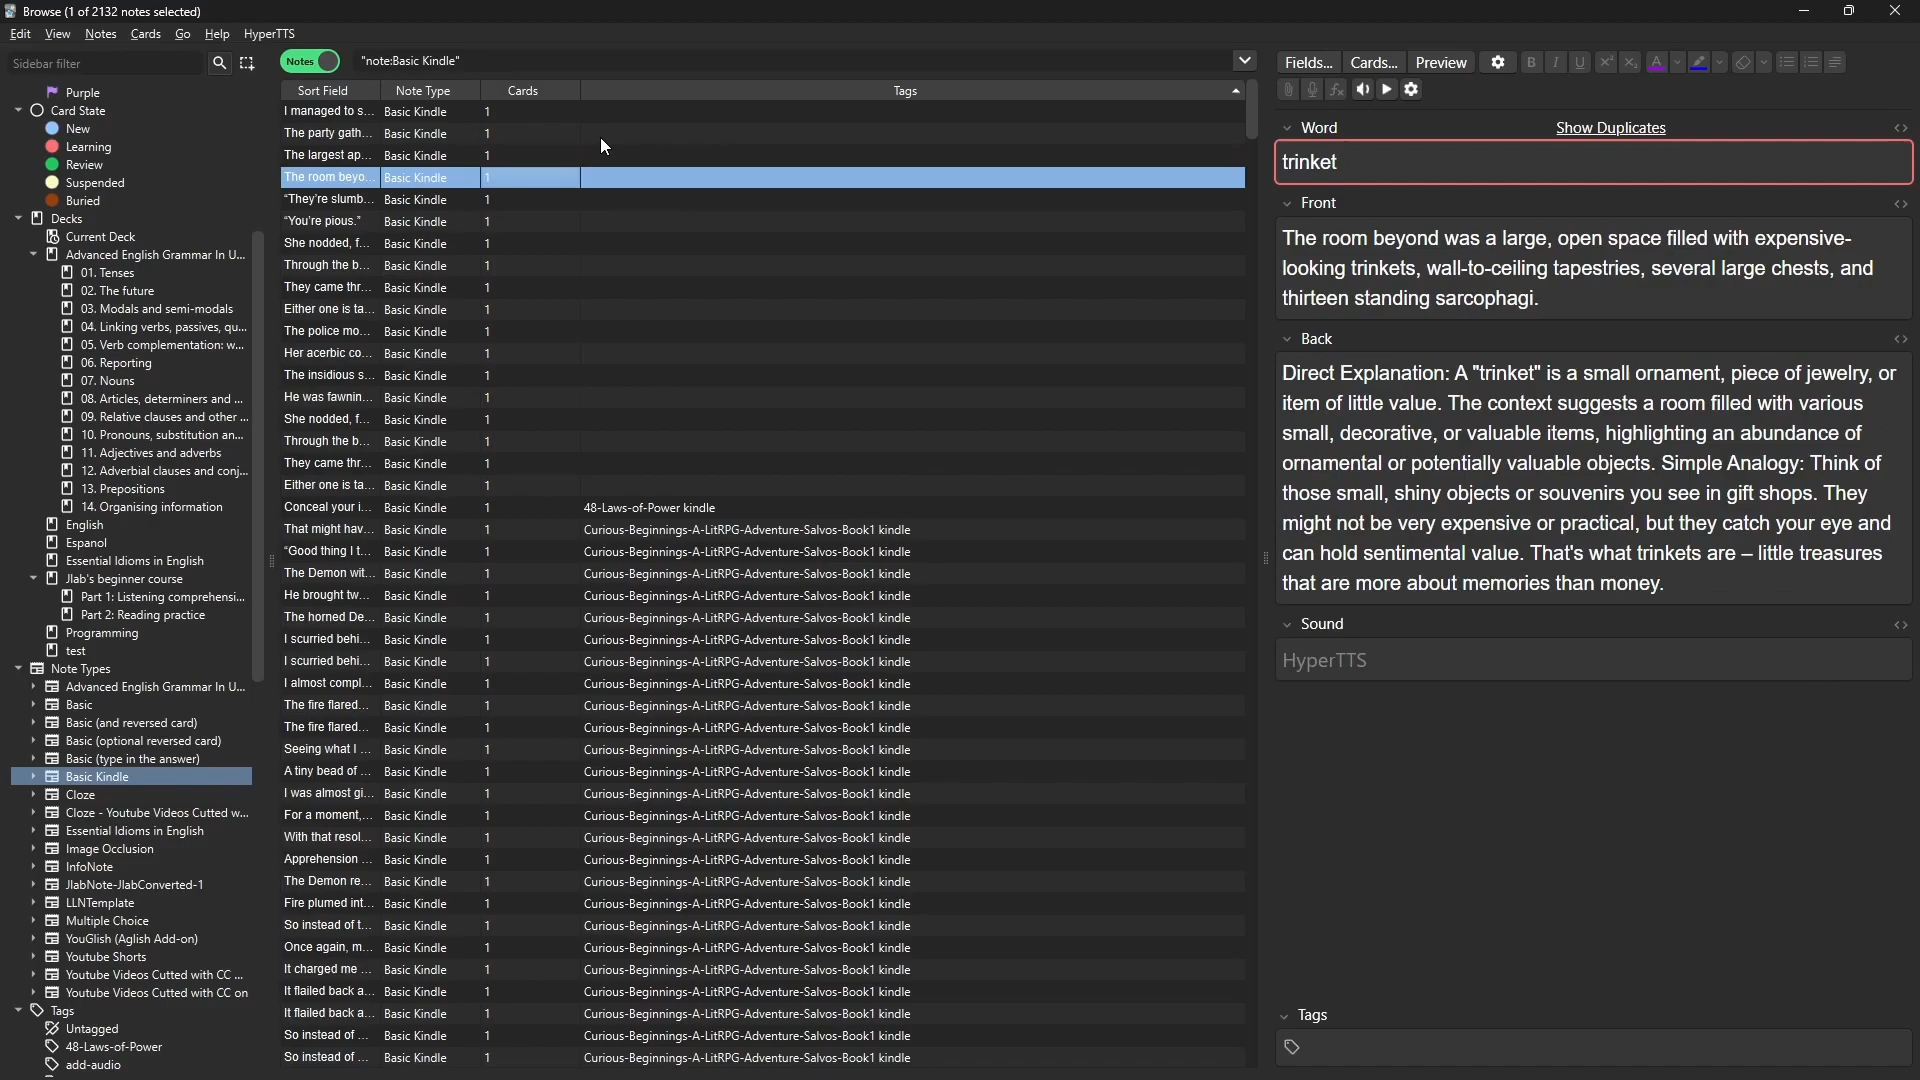 Browse (1 of 2132 notes selected)
Edit View Notes Cards Go Help HyperTTS
Sidebar filter
Purple
Card State
New
Learning
Review
Suspended
Buried
Decks
Current Deck
Advanced English Grammar In U...
01. Tenses
02. The future
03. Modals and semi-modals
04. Linking verbs, passives, qu...
05. Verb complementation: w...
06. Reporting
07. Nouns
08. Articles, determiners and ...
09. Relative clauses and other ...
10. Pronouns, substitution an...
11. Adjectives and adverbs
12. Adverbial clauses and conj...
13. Prepositions
14. Organising information
English
Espanol
Essential Idioms in English
Jlab's beginner course
Part 1: Listening comprehensi...
Part 2: Reading practice
Programming
test
Note Types
Advanced English Grammar In U...
Basic
Basic (and reversed card)
Basic (optional reversed card)
Basic (type in the answer)
Basic Kindle
Cloze
Cloze - Youtube Videos Cutted w...
Essential Idioms in English
Image Occlusion
InfoNote
JlabNote-JlabConverted-1
LLNTemplate
Multiple Choice
YouGlish (Aglish Add-on)
Youtube Shorts
Youtube Videos Cutted with CC ...
Youtube Videos Cutted with CC on
Tags
Untagged
48-Laws-of-Power
add-audio
Notes "note:Basic Kindle"
Sort Field Note Type Cards Tags
I managed to s... Basic Kindle 1
The party gath... Basic Kindle 1
The largest ap... Basic Kindle 1
The room beyo... Basic Kindle 1
“They're slumb... Basic Kindle 1
“You're pious.” Basic Kindle 1
She nodded, f... Basic Kindle 1
Through the b... Basic Kindle 1
They came thr... Basic Kindle 1
Either one is ta... Basic Kindle 1
The police mo... Basic Kindle 1
Her acerbic co... Basic Kindle 1
The insidious s... Basic Kindle 1
He was fawnin... Basic Kindle 1
She nodded, f... Basic Kindle 1
Through the b... Basic Kindle 1
They came thr... Basic Kindle 1
Either one is ta... Basic Kindle 1
Conceal your i... Basic Kindle 1 48-Laws-of-Power kindle
That might hav... Basic Kindle 1 Curious-Beginnings-A-LitRPG-Adventure-Salvos-Book1 kindle
“Good thing I t... Basic Kindle 1 Curious-Beginnings-A-LitRPG-Adventure-Salvos-Book1 kindle
The Demon wit... Basic Kindle 1 Curious-Beginnings-A-LitRPG-Adventure-Salvos-Book1 kindle
He brought tw... Basic Kindle 1 Curious-Beginnings-A-LitRPG-Adventure-Salvos-Book1 kindle
The horned De... Basic Kindle 1 Curious-Beginnings-A-LitRPG-Adventure-Salvos-Book1 kindle
I scurried behi... Basic Kindle 1 Curious-Beginnings-A-LitRPG-Adventure-Salvos-Book1 kindle
I scurried behi... Basic Kindle 1 Curious-Beginnings-A-LitRPG-Adventure-Salvos-Book1 kindle
I almost compl... Basic Kindle 1 Curious-Beginnings-A-LitRPG-Adventure-Salvos-Book1 kindle
The fire flared... Basic Kindle 1 Curious-Beginnings-A-LitRPG-Adventure-Salvos-Book1 kindle
The fire flared... Basic Kindle 1 Curious-Beginnings-A-LitRPG-Adventure-Salvos-Book1 kindle
Seeing what I ... Basic Kindle 1 Curious-Beginnings-A-LitRPG-Adventure-Salvos-Book1 kindle
A tiny bead of ... Basic Kindle 1 Curious-Beginnings-A-LitRPG-Adventure-Salvos-Book1 kindle
I was almost gi... Basic Kindle 1 Curious-Beginnings-A-LitRPG-Adventure-Salvos-Book1 kindle
For a moment,... Basic Kindle 1 Curious-Beginnings-A-LitRPG-Adventure-Salvos-Book1 kindle
With that resol... Basic Kindle 1 Curious-Beginnings-A-LitRPG-Adventure-Salvos-Book1 kindle
Apprehension ... Basic Kindle 1 Curious-Beginnings-A-LitRPG-Adventure-Salvos-Book1 kindle
The Demon re... Basic Kindle 1 Curious-Beginnings-A-LitRPG-Adventure-Salvos-Book1 kindle
Fire plumed int... Basic Kindle 1 Curious-Beginnings-A-LitRPG-Adventure-Salvos-Book1 kindle
So instead of t... Basic Kindle 1 Curious-Beginnings-A-LitRPG-Adventure-Salvos-Book1 kindle
Once again, m... Basic Kindle 1 Curious-Beginnings-A-LitRPG-Adventure-Salvos-Book1 kindle
It charged me ... Basic Kindle 1 Curious-Beginnings-A-LitRPG-Adventure-Salvos-Book1 kindle
It flailed back a... Basic Kindle 1 Curious-Beginnings-A-LitRPG-Adventure-Salvos-Book1 kindle
It flailed back a... Basic Kindle 1 Curious-Beginnings-A-LitRPG-Adventure-Salvos-Book1 kindle
So instead of ... Basic Kindle 1 Curious-Beginnings-A-LitRPG-Adventure-Salvos-Book1 kindle
So instead of ... Basic Kindle 1 Curious-Beginnings-A-LitRPG-Adventure-Salvos-Book1 kindle
Fields... Cards... Preview B I U
Word Show Duplicates
trinket
Front
The room beyond was a large, open space filled with expensive-
looking trinkets, wall-to-ceiling tapestries, several large chests, and
thirteen standing sarcophagi.
Back
Direct Explanation: A "trinket" is a small ornament, piece of jewelry, or
item of little value. The context suggests a room filled with various
small, decorative, or valuable items, highlighting an abundance of
ornamental or potentially valuable objects. Simple Analogy: Think of
those small, shiny objects or souvenirs you see in gift shops. They
might not be very expensive or practical, but they catch your eye and
can hold sentimental value. That's what trinkets are – little treasures
that are more about memories than money.
Sound
HyperTTS
Tags